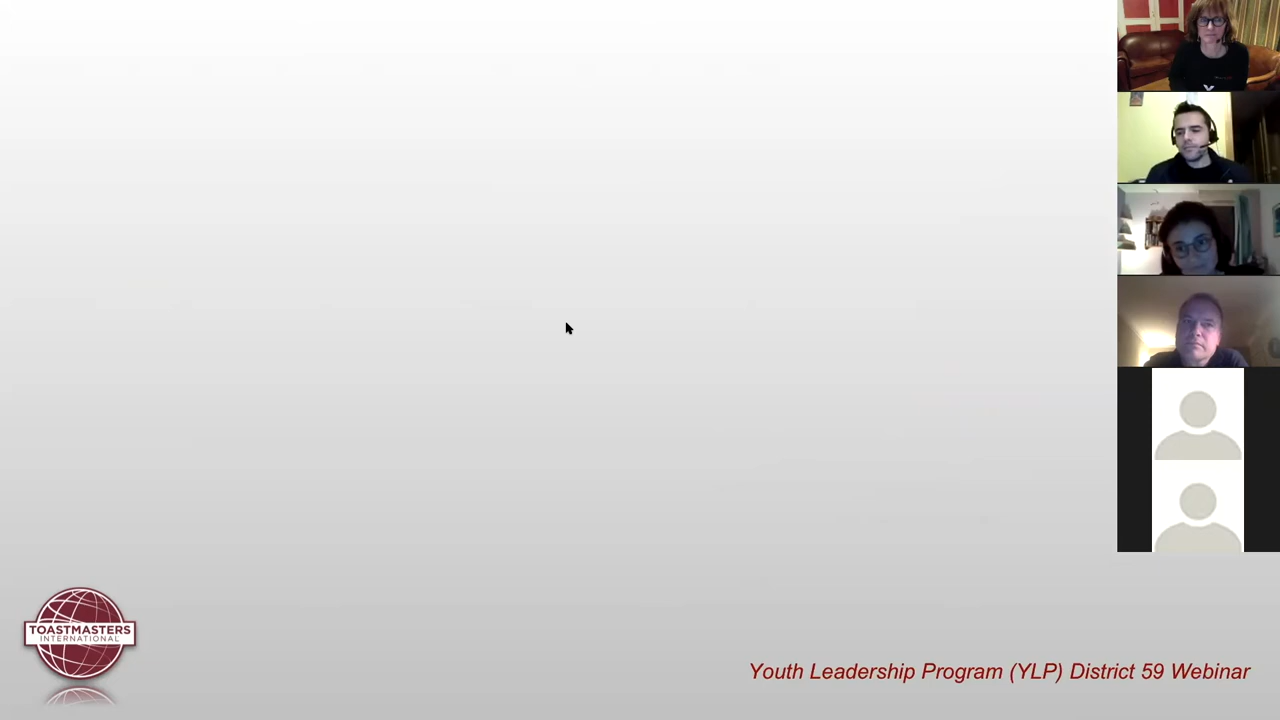 TOASTMASTERS
INTERNATIONAL
Youth Leadership Program (YLP) District 59 Webinar